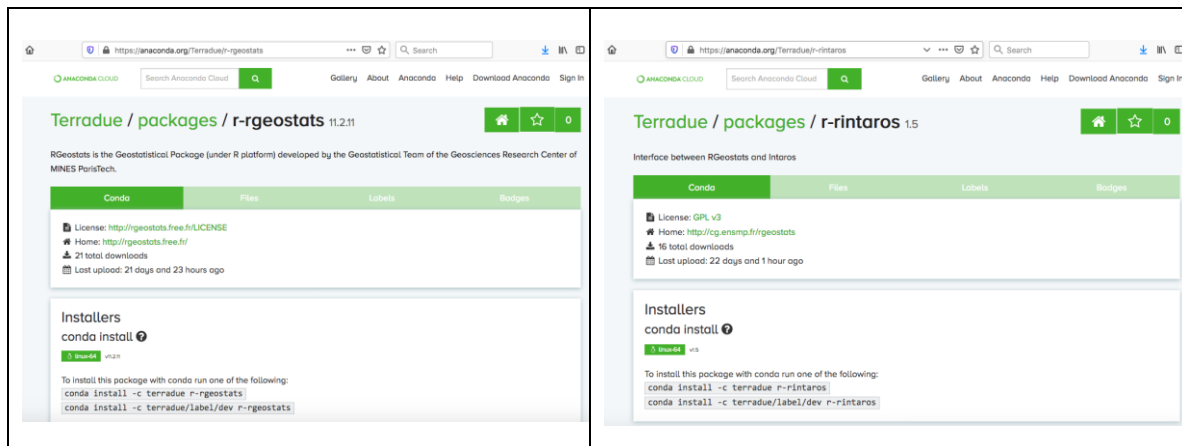 https://anaconda.org/Terradue/r-rgeostats
Search
ANACONDA CLOUD
Search Anaconda Cloud
Gallery About Anaconda Help Download Anaconda Sign In
Terradue / packages / r-rgeostats 11.2.11
0
RGeostats is the Geostatistical Package (under R platform) developed by the Geostatistical Team of the Geosciences Research Center of
MINES ParisTech.
Conda Files Labels Badges
License: http://rgeostats.free.fr/LICENSE
Home: http://rgeostats.free.fr/
21 total downloads
Last upload: 21 days and 23 hours ago
Installers
conda install
linux-64 v11.2.11
To install this package with conda run one of the following:
conda install -c terradue r-rgeostats
conda install -c terradue/label/dev r-rgeostats
https://anaconda.org/Terradue/r-rintaros
Search
ANACONDA CLOUD
Search Anaconda Cloud
Gallery About Anaconda Help Download Anaconda Sign In
Terradue / packages / r-rintaros 1.5
0
Interface between RGeostats and Intaros
Conda Files Labels Badges
License: GPL v3
Home: http://cg.ensmp.fr/rgeostats
16 total downloads
Last upload: 22 days and 1 hour ago
Installers
conda install
linux-64 v1.5
To install this package with conda run one of the following:
conda install -c terradue r-rintaros
conda install -c terradue/label/dev r-rintaros